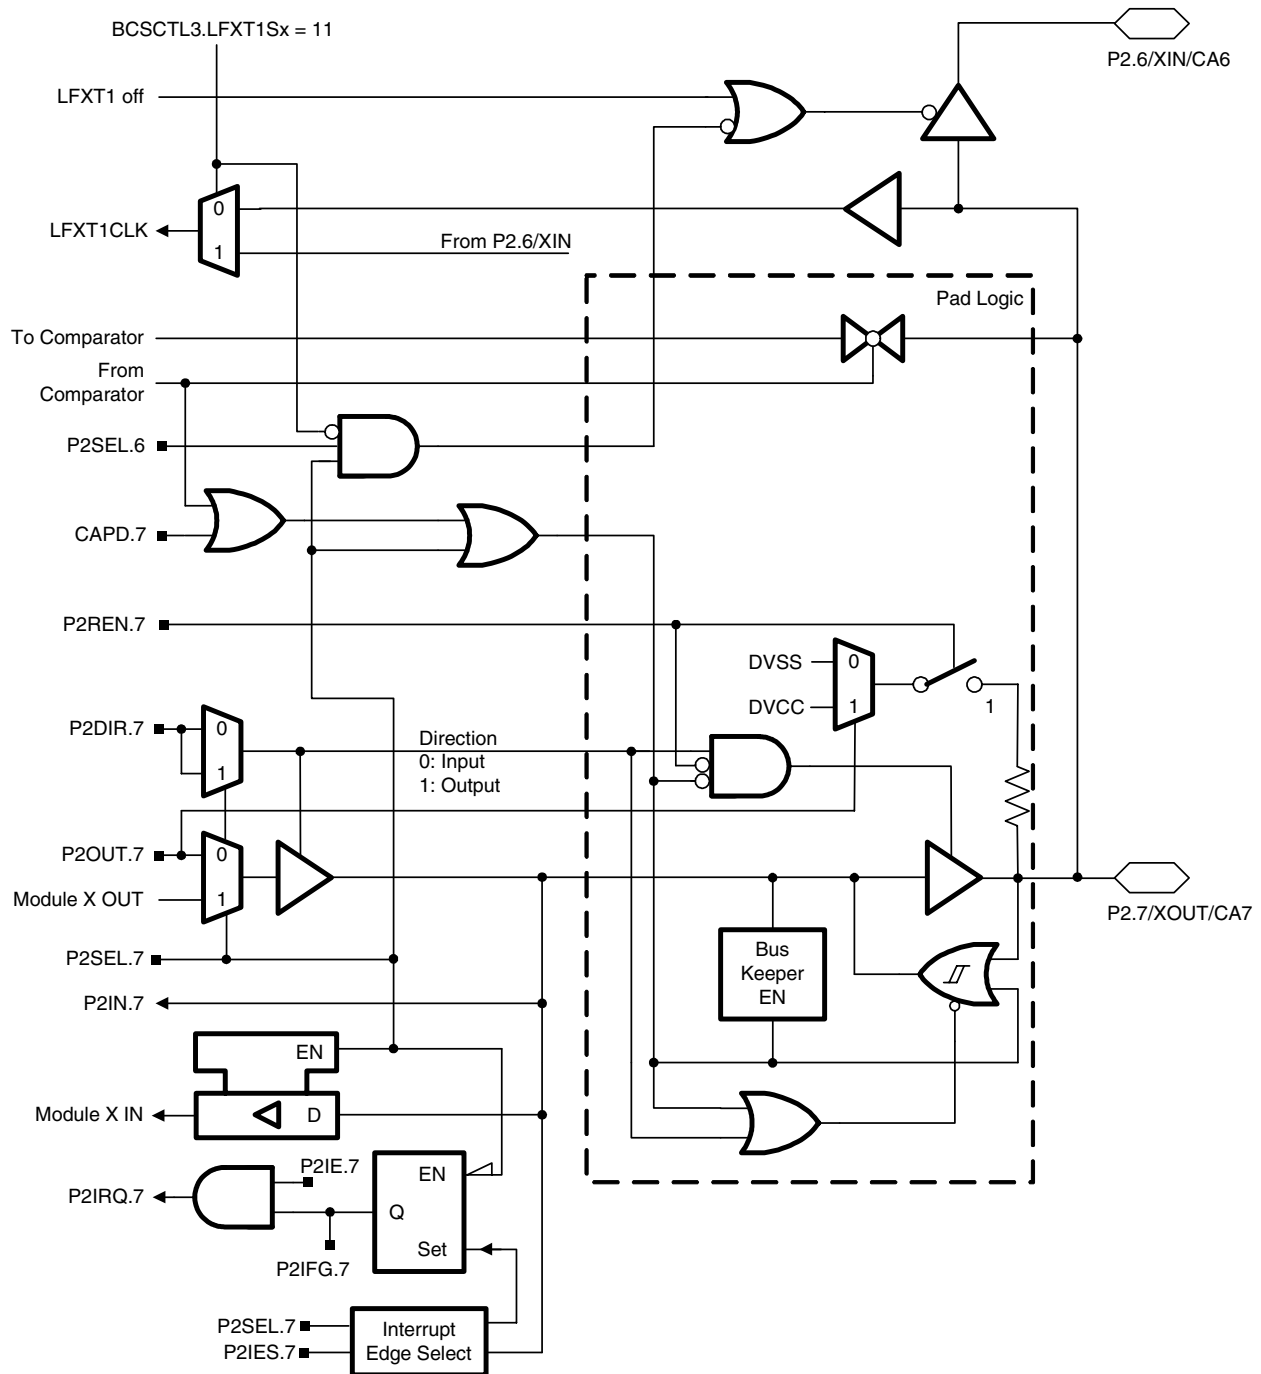 BCSCTL3.LFXT1Sx = 11
P2.6/XIN/CA6
LFXT1 off
0
LFXT1CLK
1
From P2.6/XIN
Pad Logic
To Comparator
From
Comparator
P2SEL.6
CAPD.7
P2REN.7
DVSS
0
DVCC
1
1
P2DIR.7
0
1
Direction
0: Input
1: Output
P2OUT.7
0
Module X OUT
1
P2.7/XOUT/CA7
P2SEL.7
Bus
Keeper
EN
P2IN.7
EN
Module X IN
D
P2IE.7
EN
P2IRQ.7
Q
Set
P2IFG.7
P2SEL.7
P2IES.7
Interrupt
Edge Select